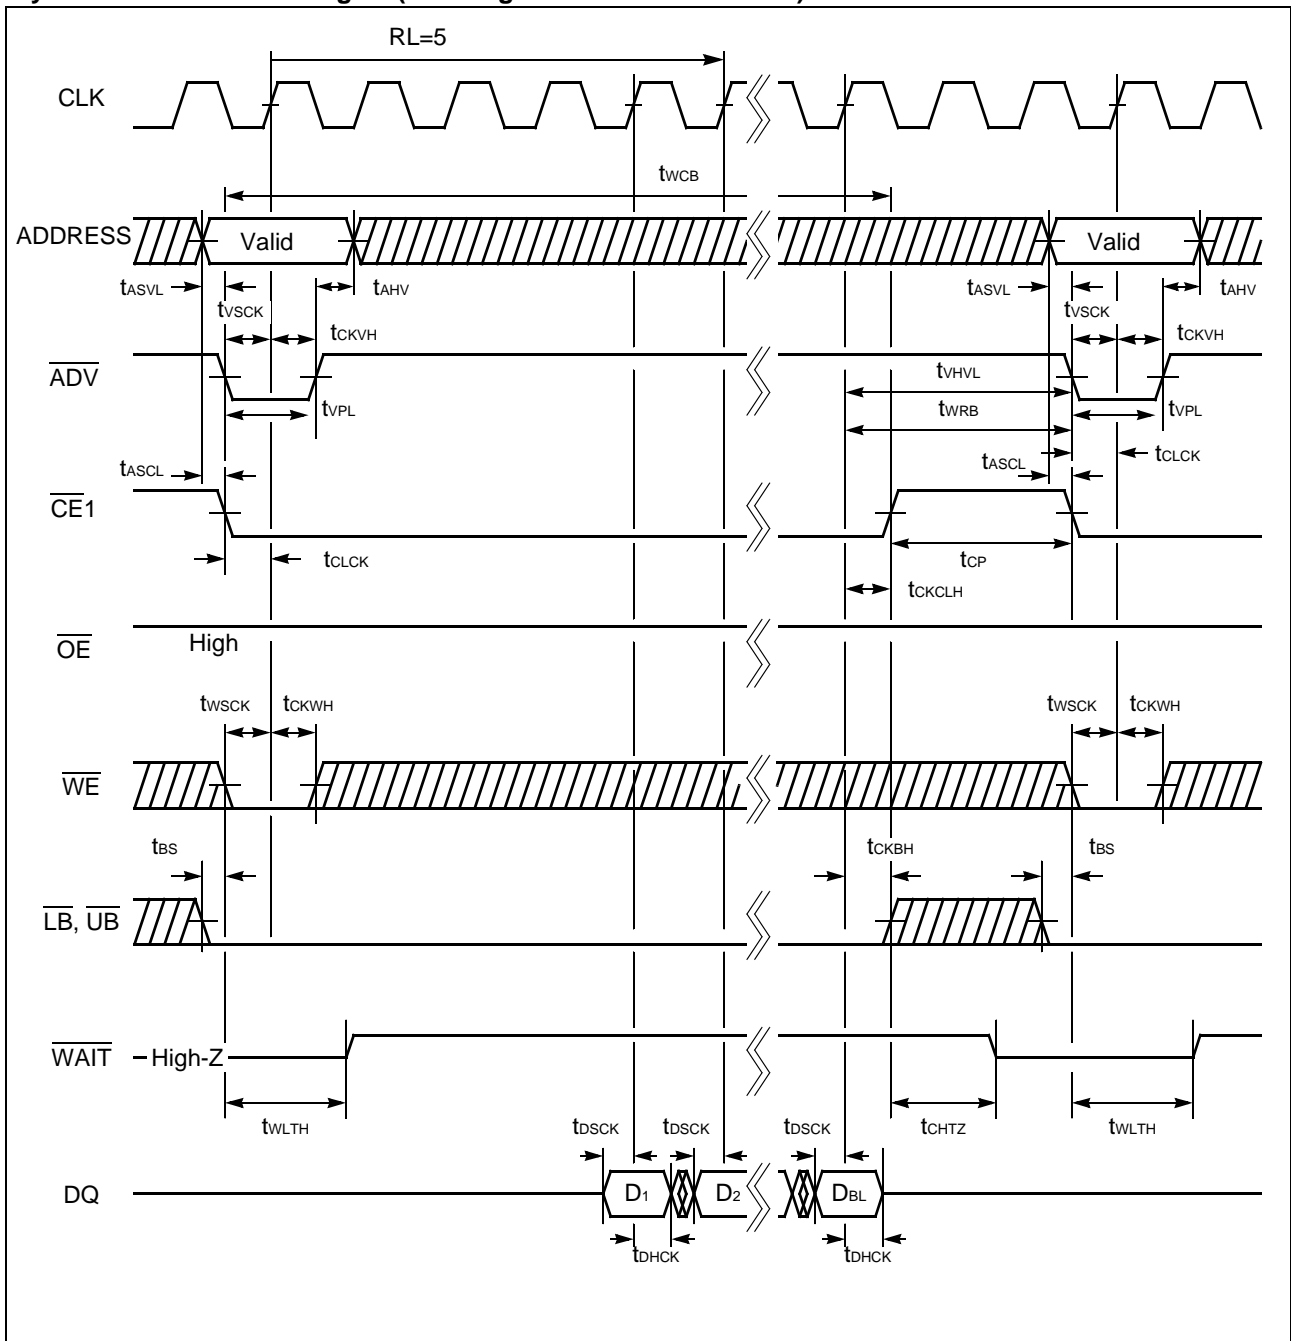 RL=5
CLK
tWCB
ADDRESS Valid Valid
tASVL tAHV tASVL tAHV
tVSCK tVSCK
tCKVH tCKVH
ADV tVHVL
tVPL tWRB tVPL
tASCL tASCL tCLCK
CE1
tCLCK tCP
tCKCLH
OE High
tWSCK tCKWH tWSCK tCKWH
WE
tBS tCKBH tBS
LB, UB
WAIT High-Z
tWLTH tCHTZ tWLTH
tDSCK tDSCK tDSCK
DQ D1 D2 DBL
tDHCK tDHCK